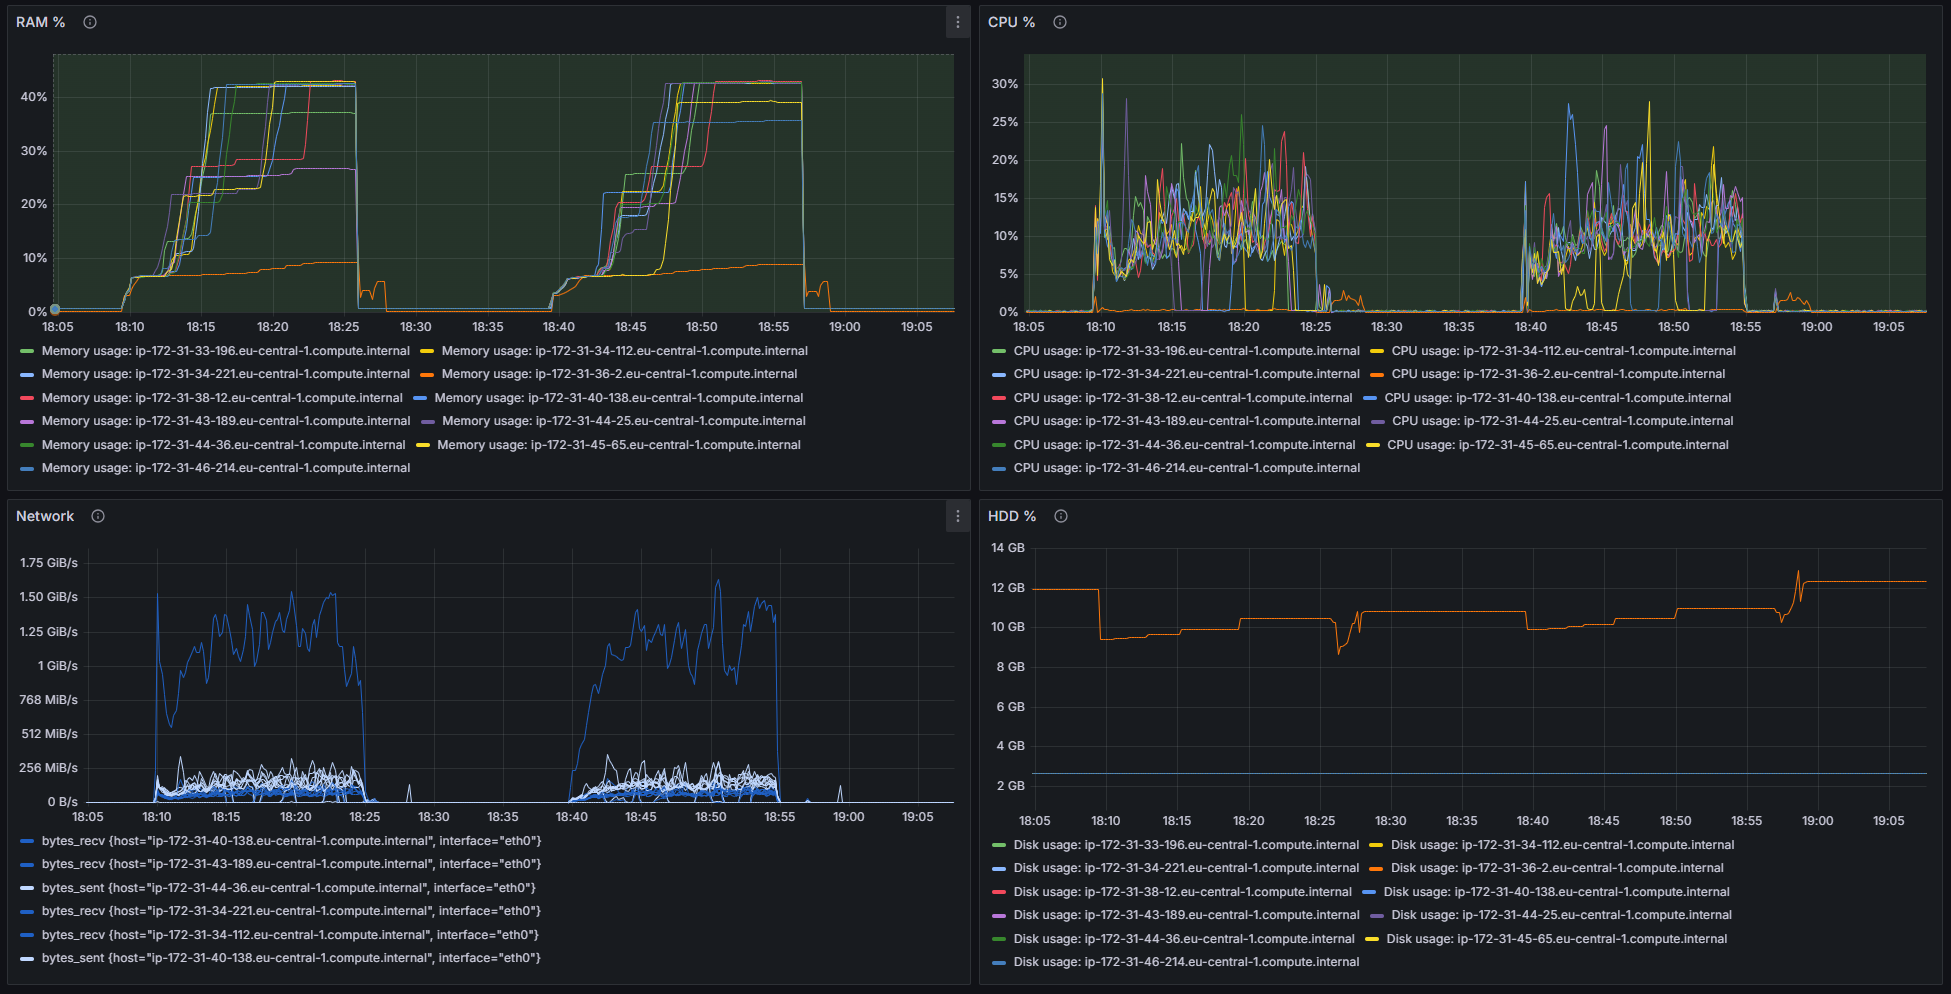 RAM %
40%
30%
20%
10%
0%
18:05 18:10 18:15 18:20 18:25 18:30 18:35 18:40 18:45 18:50 18:55 19:00 19:05
Memory usage: ip-172-31-33-196.eu-central-1.compute.internal Memory usage: ip-172-31-34-112.eu-central-1.compute.internal
Memory usage: ip-172-31-34-221.eu-central-1.compute.internal Memory usage: ip-172-31-36-2.eu-central-1.compute.internal
Memory usage: ip-172-31-38-12.eu-central-1.compute.internal Memory usage: ip-172-31-40-138.eu-central-1.compute.internal
Memory usage: ip-172-31-43-189.eu-central-1.compute.internal Memory usage: ip-172-31-44-25.eu-central-1.compute.internal
Memory usage: ip-172-31-44-36.eu-central-1.compute.internal Memory usage: ip-172-31-45-65.eu-central-1.compute.internal
Memory usage: ip-172-31-46-214.eu-central-1.compute.internal
CPU %
30%
25%
20%
15%
10%
5%
0%
18:05 18:10 18:15 18:20 18:25 18:30 18:35 18:40 18:45 18:50 18:55 19:00 19:05
CPU usage: ip-172-31-33-196.eu-central-1.compute.internal CPU usage: ip-172-31-34-112.eu-central-1.compute.internal
CPU usage: ip-172-31-34-221.eu-central-1.compute.internal CPU usage: ip-172-31-36-2.eu-central-1.compute.internal
CPU usage: ip-172-31-38-12.eu-central-1.compute.internal CPU usage: ip-172-31-40-138.eu-central-1.compute.internal
CPU usage: ip-172-31-43-189.eu-central-1.compute.internal CPU usage: ip-172-31-44-25.eu-central-1.compute.internal
CPU usage: ip-172-31-44-36.eu-central-1.compute.internal CPU usage: ip-172-31-45-65.eu-central-1.compute.internal
CPU usage: ip-172-31-46-214.eu-central-1.compute.internal
Network
1.75 GiB/s
1.50 GiB/s
1.25 GiB/s
1 GiB/s
768 MiB/s
512 MiB/s
256 MiB/s
0 B/s
18:05 18:10 18:15 18:20 18:25 18:30 18:35 18:40 18:45 18:50 18:55 19:00 19:05
bytes_recv {host="ip-172-31-40-138.eu-central-1.compute.internal", interface="eth0"}
bytes_recv {host="ip-172-31-43-189.eu-central-1.compute.internal", interface="eth0"}
bytes_sent {host="ip-172-31-44-36.eu-central-1.compute.internal", interface="eth0"}
bytes_recv {host="ip-172-31-34-221.eu-central-1.compute.internal", interface="eth0"}
bytes_recv {host="ip-172-31-34-112.eu-central-1.compute.internal", interface="eth0"}
bytes_sent {host="ip-172-31-40-138.eu-central-1.compute.internal", interface="eth0"}
HDD %
14 GB
12 GB
10 GB
8 GB
6 GB
4 GB
2 GB
18:05 18:10 18:15 18:20 18:25 18:30 18:35 18:40 18:45 18:50 18:55 19:00 19:05
Disk usage: ip-172-31-33-196.eu-central-1.compute.internal Disk usage: ip-172-31-34-112.eu-central-1.compute.internal
Disk usage: ip-172-31-34-221.eu-central-1.compute.internal Disk usage: ip-172-31-36-2.eu-central-1.compute.internal
Disk usage: ip-172-31-38-12.eu-central-1.compute.internal Disk usage: ip-172-31-40-138.eu-central-1.compute.internal
Disk usage: ip-172-31-43-189.eu-central-1.compute.internal Disk usage: ip-172-31-44-25.eu-central-1.compute.internal
Disk usage: ip-172-31-44-36.eu-central-1.compute.internal Disk usage: ip-172-31-45-65.eu-central-1.compute.internal
Disk usage: ip-172-31-46-214.eu-central-1.compute.internal